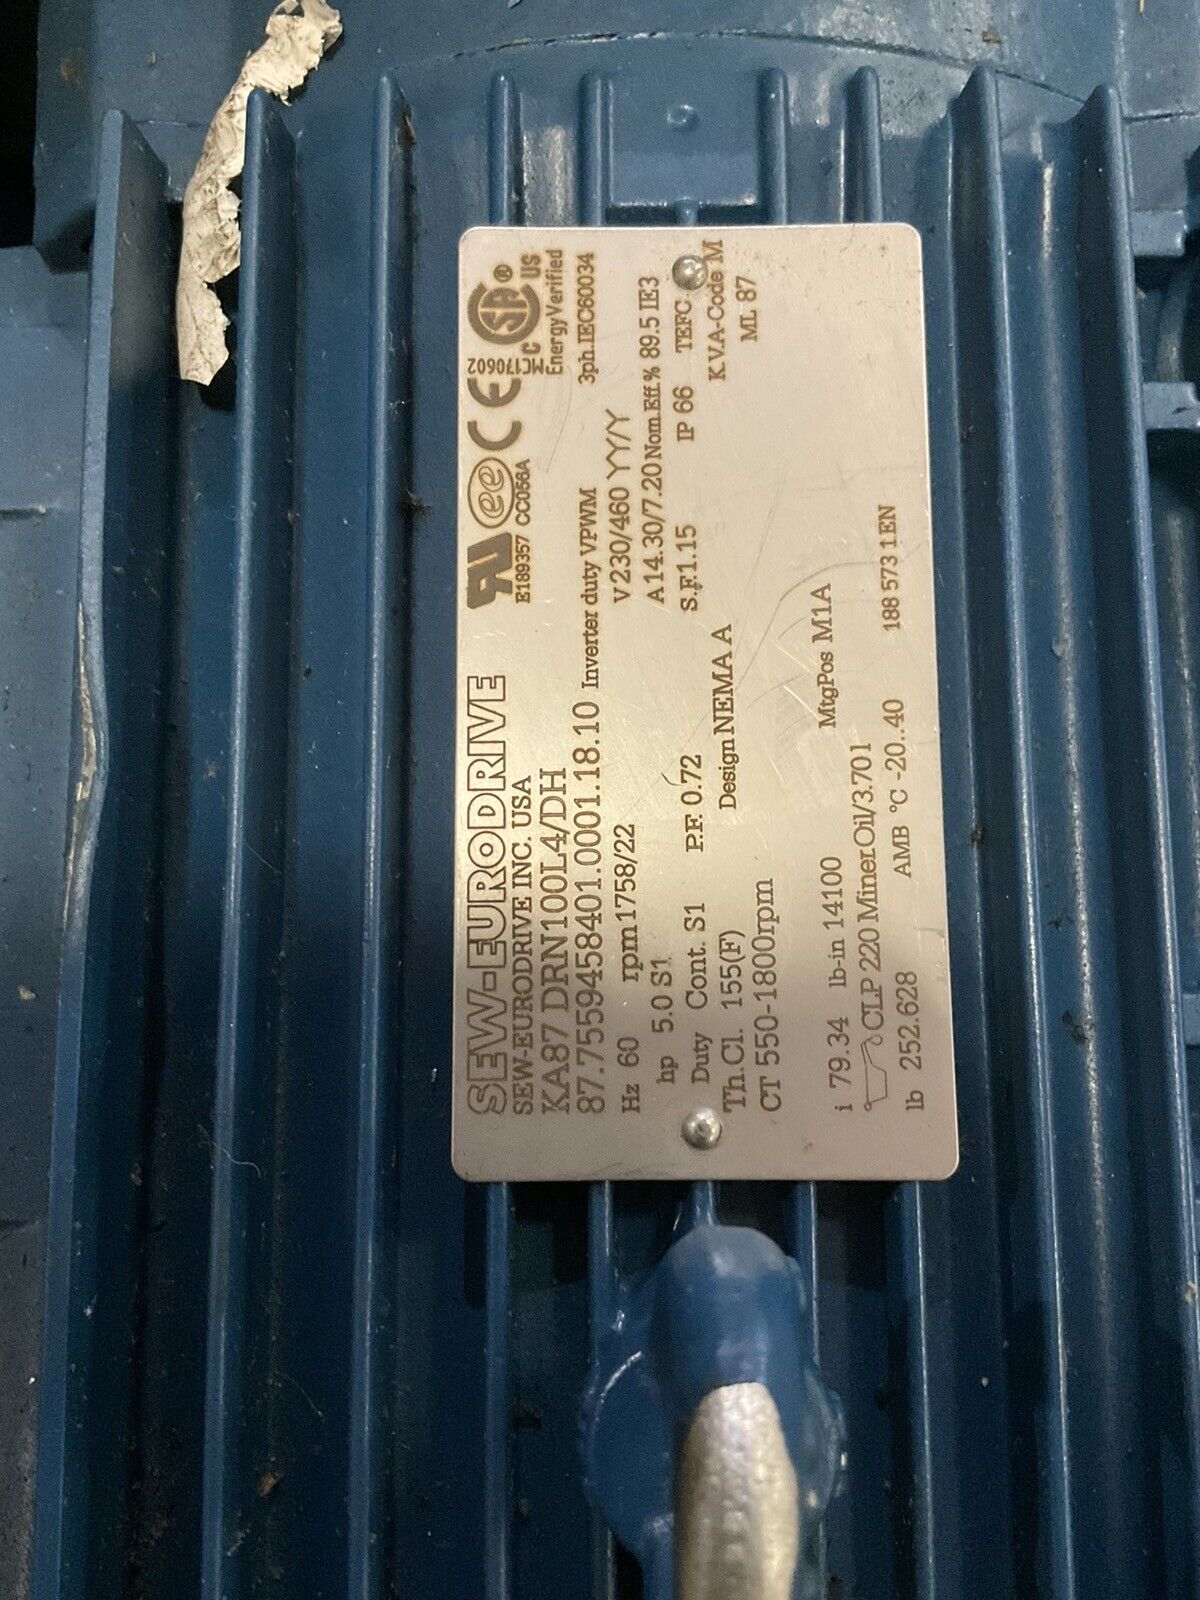 SEW-EURODRIVE
SEW-EURODRIVE INC. USA
E189357 CC056A
MC170602
C US
Energy Verified
KA87 DRN100L4/DH
87.7559458401.0001.18.10 Inverter duty VPWM 3ph.IEC60034
Hz 60 rpm 1758/22 V 230/460 YY/Y
hp 5.0 S1 A 14.30/7.20 Nom.Eff.% 89.5 IE3
Duty Cont. S1 P.F. 0.72 S.F. 1.15 IP 66 TEFC
Th.Cl. 155(F) Design NEMA A K.V.A-Code M
CT 550-1800rpm ML 87
i 79.34 lb-in 14100 MtgPos M1A
CLP 220 Miner.Oil/3.70 l
lb 252.628 AMB °C -20..40 188 573 1 EN